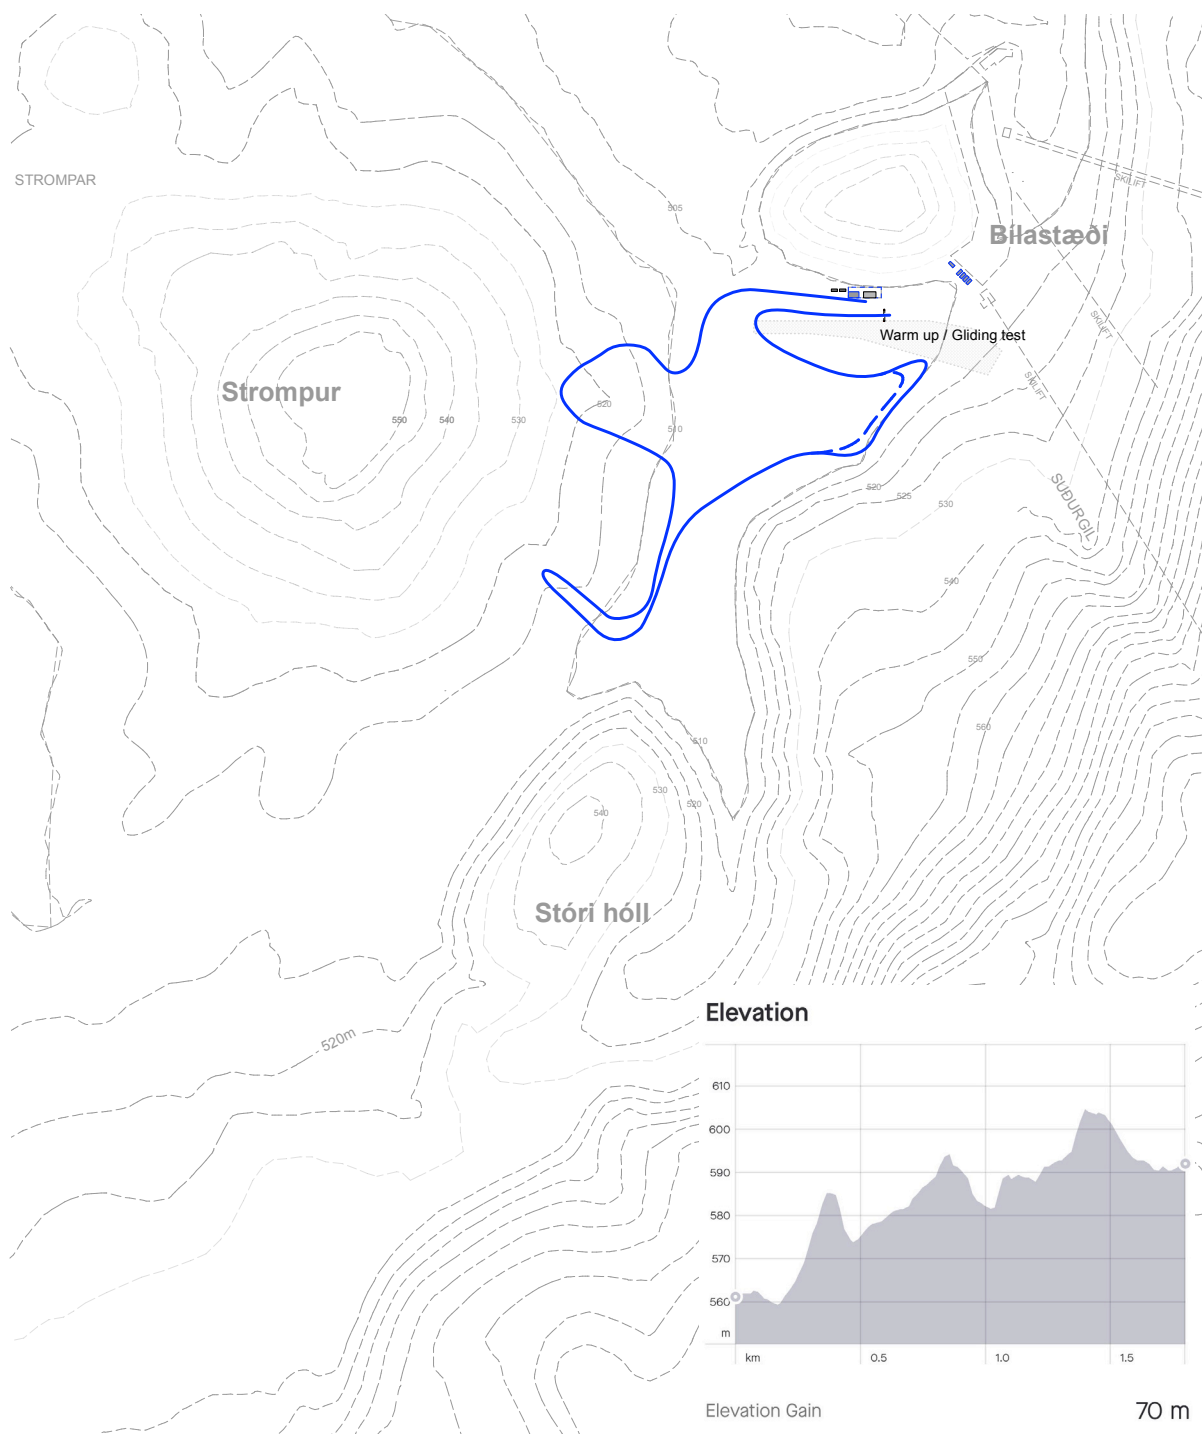 STROMPAR
SKILIFT
505
Bílastæði
SKILIFT
Warm up / Gliding test
SKILIFT
Strompur
520
550
540
530
510
SUÐURGIL
520
525
530
540
550
560
510
530
520
540
Stóri hóll
520m
Elevation
610
600
590
580
570
560
m
km
0.5
1.0
1.5
Elevation Gain
70 m